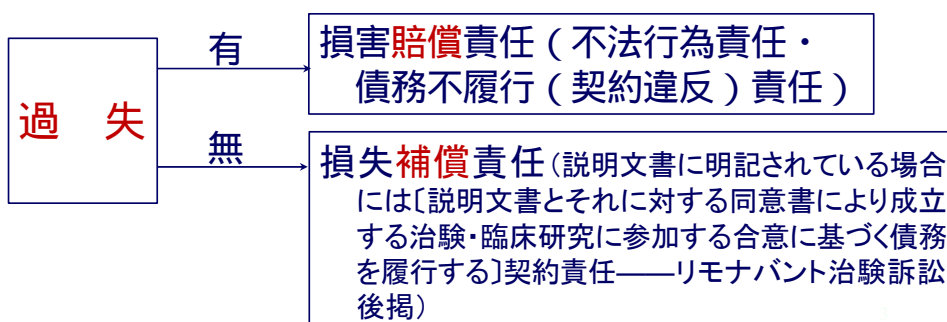 過 失
有
損害賠償責任(不法行為責任・
債務不履行(契約違反)責任)
無
損失補償責任(説明文書に明記されている場合
には〔説明文書とそれに対する同意書により成立
する治験・臨床研究に参加する合意に基づく債務
を履行する〕契約責任――リモナバント治験訴訟
後掲)